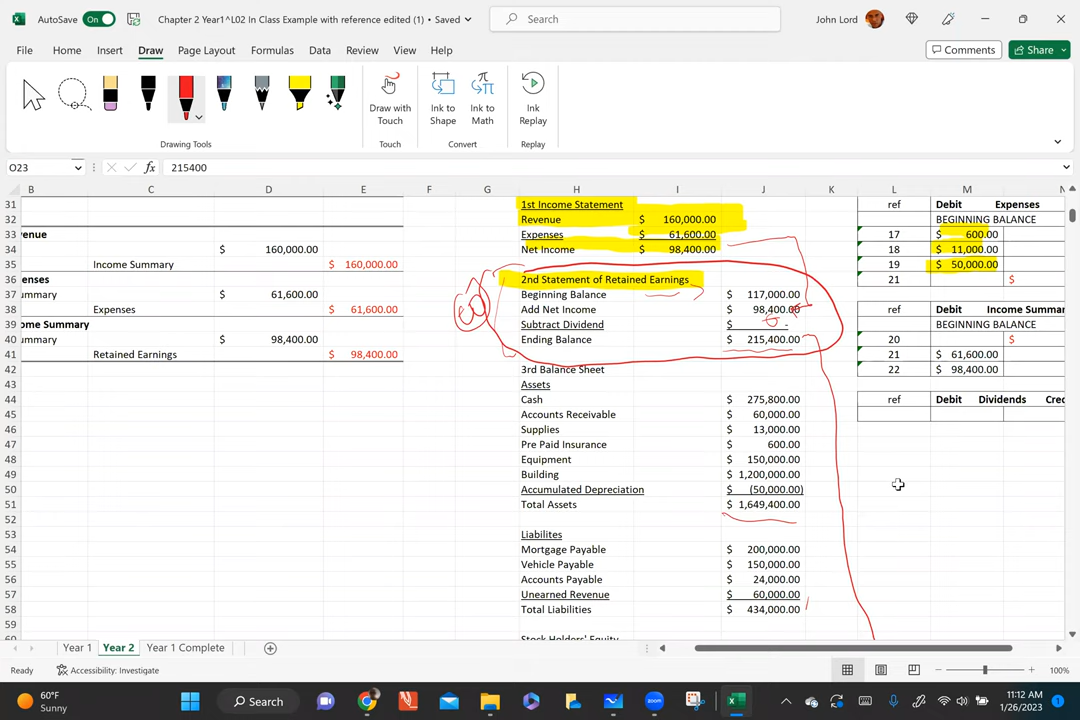 AutoSave On Chapter 2 Year1^L02 In Class Example with reference edited (1) • Saved Search John Lord
File Home Insert Draw Page Layout Formulas Data Review View Help Comments Share
Draw with Touch Ink to Shape Ink to Math Ink Replay
Drawing Tools Touch Convert Replay
O23 fx 215400
B C D E F G H I J K L M N
31 1st Income Statement ref Debit Expenses
32 Revenue $ 160,000.00 BEGINNING BALANCE
33 venue Expenses $ 61,600.00 17 $ 600.00
34 $ 160,000.00 Net Income $ 98,400.00 18 $ 11,000.00
35 Income Summary $ 160,000.00 19 $ 50,000.00
36 enses 2nd Statement of Retained Earnings 21 $
37 ummary $ 61,600.00 Beginning Balance $ 117,000.00
38 Expenses $ 61,600.00 Add Net Income $ 98,400.00 ref Income Summar
39 ome Summary Subtract Dividend $ - BEGINNING BALANCE
40 mmary $ 98,400.00 Ending Balance $ 215,400.00 20 $
41 Retained Earnings $ 98,400.00 21 $ 61,600.00
42 3rd Balance Sheet 22 $ 98,400.00
43 Assets
44 Cash $ 275,800.00 ref Debit Dividends Cred
45 Accounts Receivable $ 60,000.00
46 Supplies $ 13,000.00
47 Pre Paid Insurance $ 600.00
48 Equipment $ 150,000.00
49 Building $ 1,200,000.00
50 Accumulated Depreciation $ (50,000.00)
51 Total Assets $ 1,649,400.00
52
53 Liabilites
54 Mortgage Payable $ 200,000.00
55 Vehicle Payable $ 150,000.00
56 Accounts Payable $ 24,000.00
57 Unearned Revenue $ 60,000.00
58 Total Liabilities $ 434,000.00
59
60 Stock Holders' Equity
Year 1 Year 2 Year 1 Complete
Ready Accessibility: Investigate 100%
60°F Search 11:12 AM
Sunny 1/26/2023